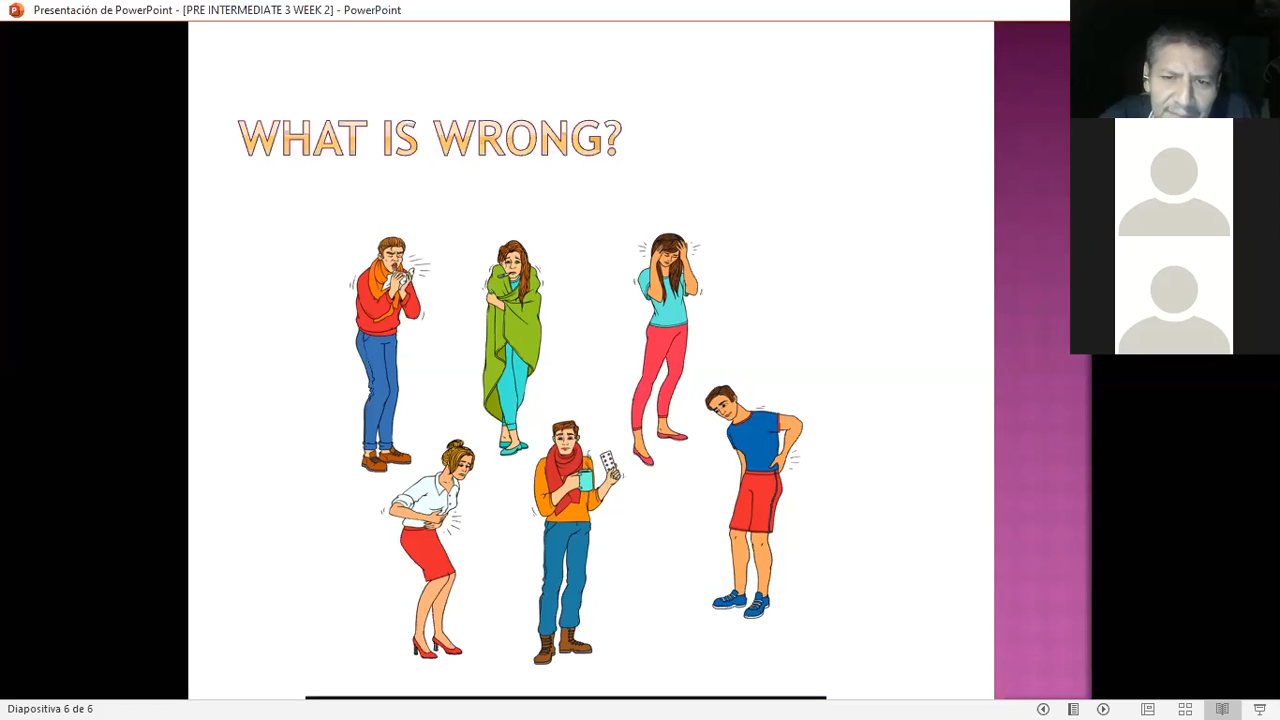 Presentación de PowerPoint - [PRE INTERMEDIATE 3 WEEK 2] - PowerPoint
WHAT IS WRONG?
Diapositiva 6 de 6